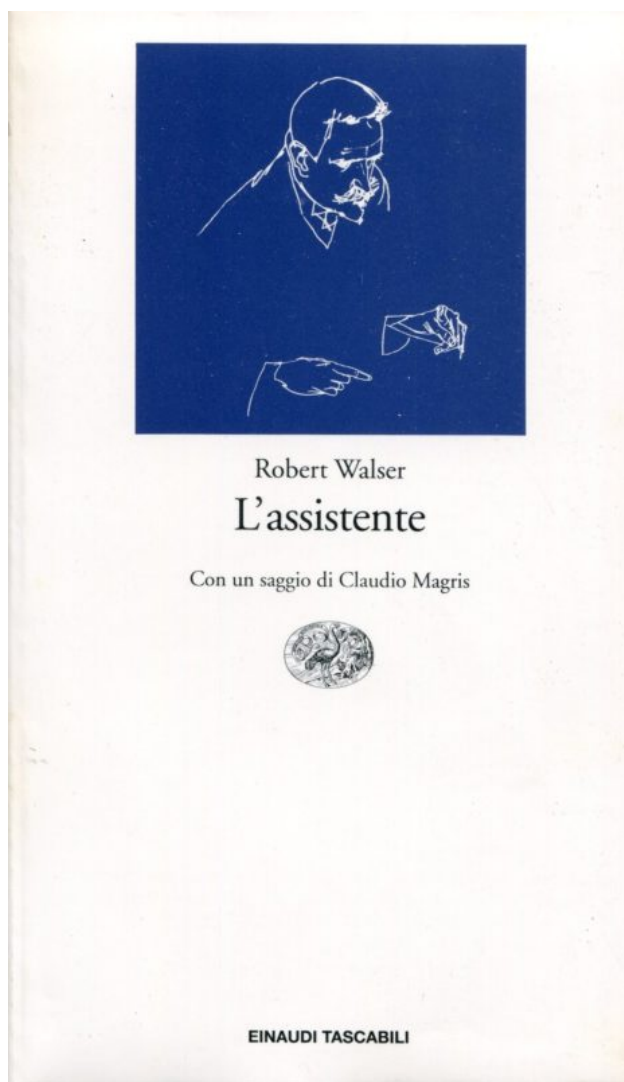 Robert Walser
L’assistente
Con un saggio di Claudio Magris
EINAUDI TASCABILI